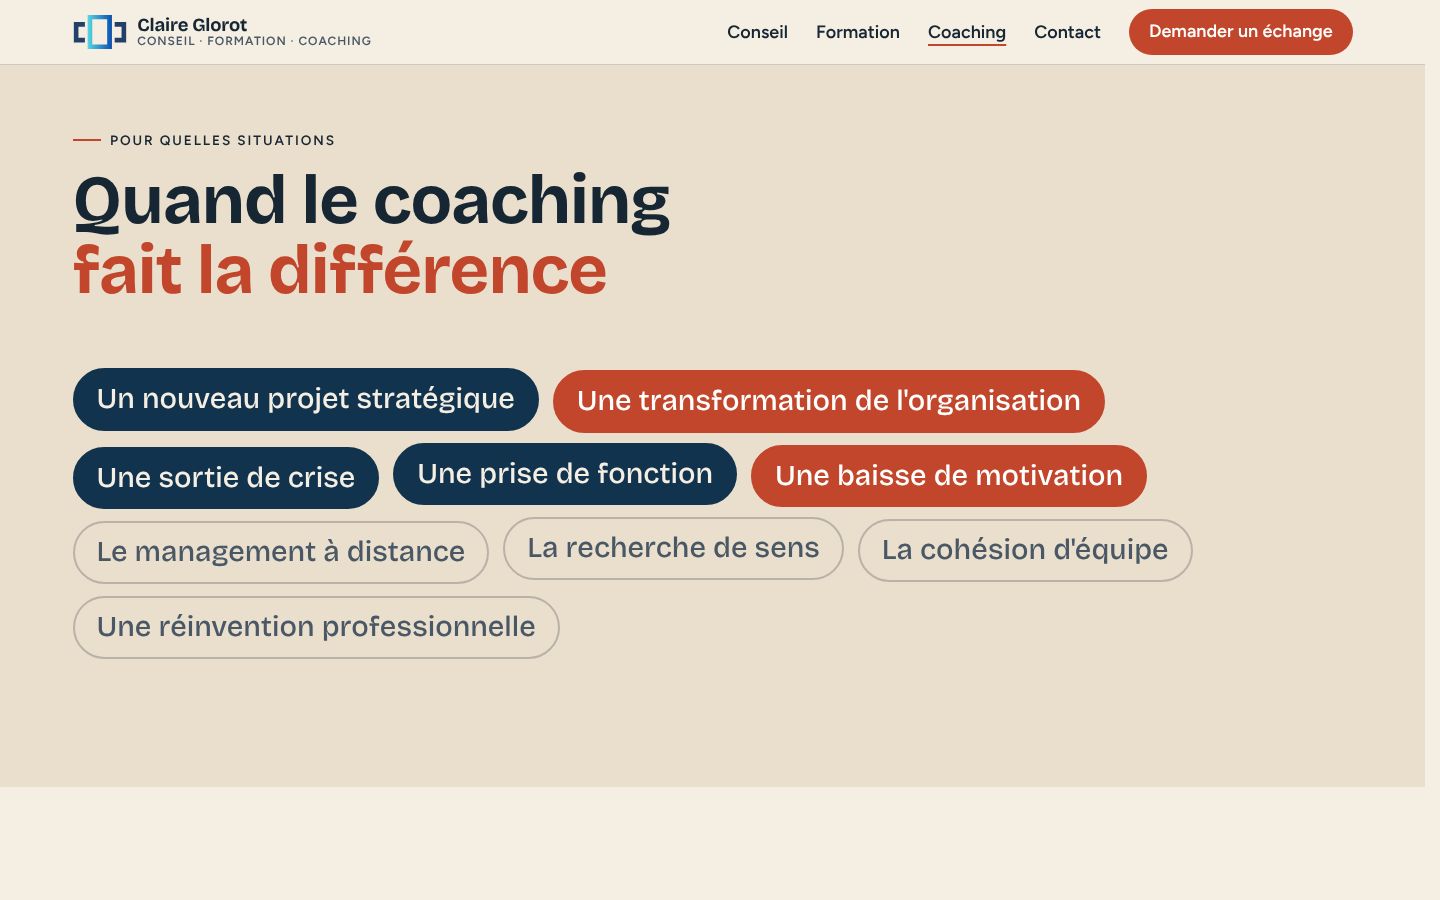 Claire Glorot
CONSEIL · FORMATION · COACHING
Conseil
Formation
Coaching
Contact
Demander un échange
POUR QUELLES SITUATIONS
Quand le coaching
fait la différence
Un nouveau projet stratégique
Une transformation de l'organisation
Une sortie de crise
Une prise de fonction
Une baisse de motivation
Le management à distance
La recherche de sens
La cohésion d'équipe
Une réinvention professionnelle